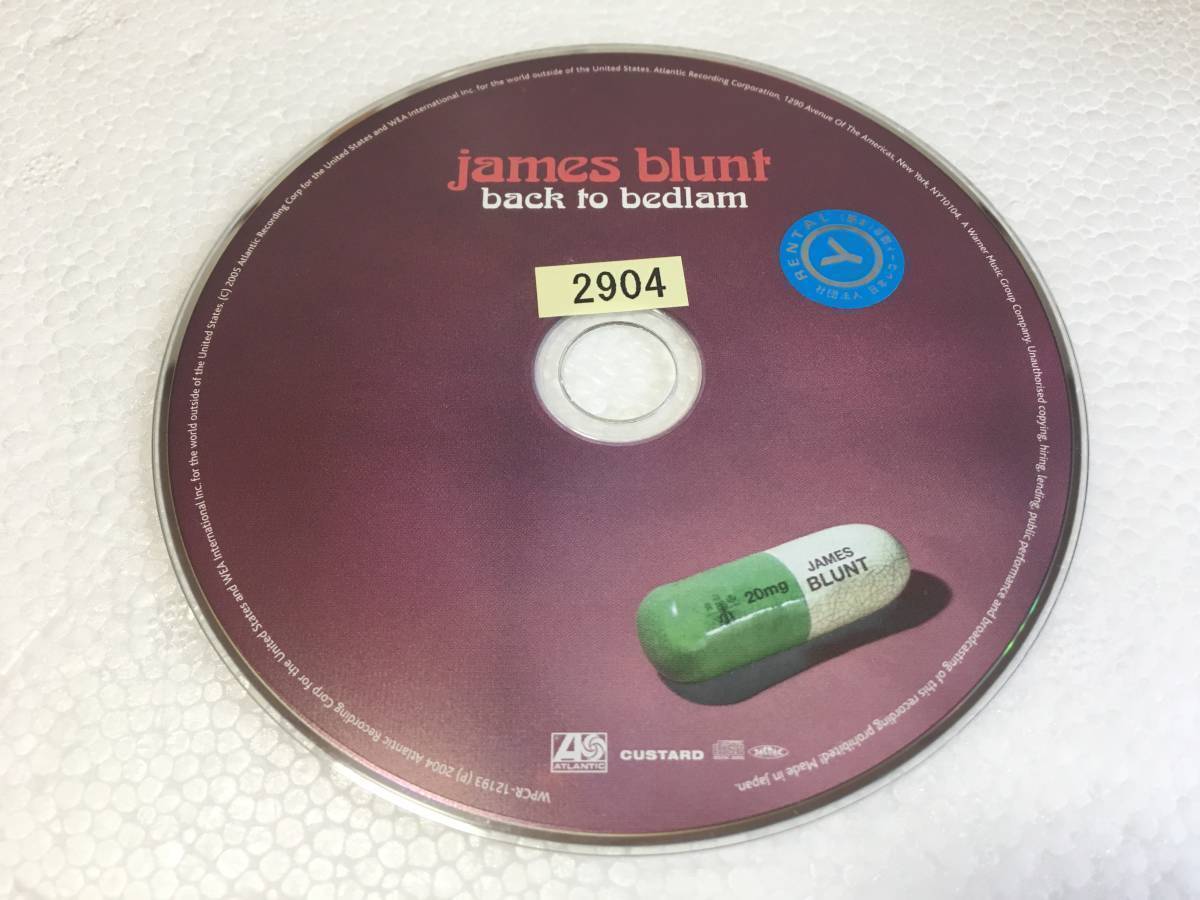 james blunt
back to bedlam
2904
RENTAL
Y
JAMES
BLUNT
20mg
ATLANTIC
CUSTARD
WPCR-12193 (P) 2004 Atlantic Recording Corp for the United States and WEA International Inc. for the world outside of the United States. (C) 2005 Atlantic Recording Corp for the United States and WEA International Inc. for the world outside of the United States. Atlantic Recording Corporation, 1290 Avenue Of The Americas, New York, NY10104. A Warner Music Group Company. Unauthorised copying, hiring, lending, public performance and broadcasting of this recording prohibited! Made in Japan.